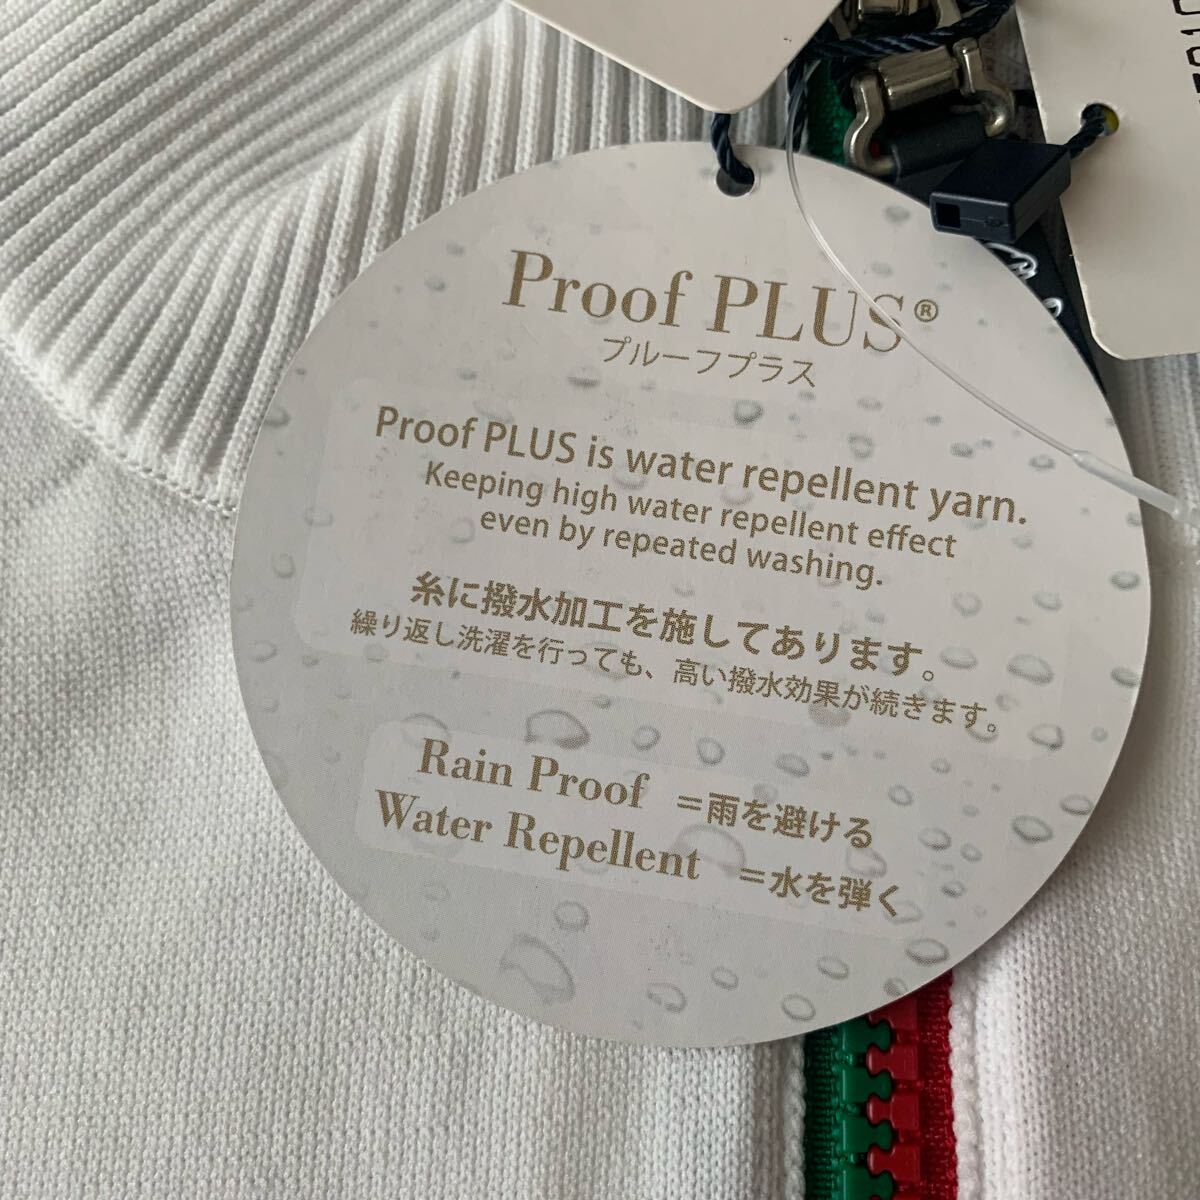 Proof PLUS®
プルーフプラス
Proof PLUS is water repellent yarn.
Keeping high water repellent effect
even by repeated washing.
糸に撥水加工を施してあります。
繰り返し洗濯を行っても、高い撥水効果が続きます。
Rain Proof =雨を避ける
Water Repellent =水を弾く